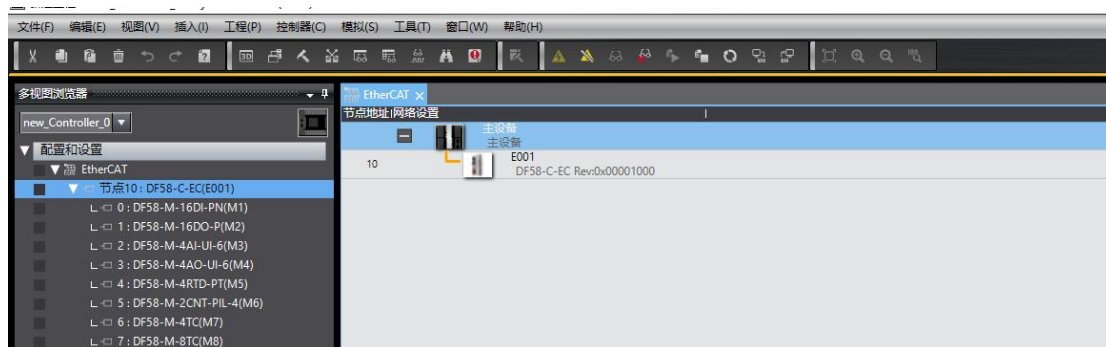 文件(F) 编辑(E) 视图(V) 插入(I) 工程(P) 控制器(C) 模拟(S) 工具(T) 窗口(W) 帮助(H)
多视图浏览器
new_Controller_0
配置和设置
EtherCAT
节点10 : DF58-C-EC(E001)
0 : DF58-M-16DI-PN(M1)
1 : DF58-M-16DO-P(M2)
2 : DF58-M-4AI-UI-6(M3)
3 : DF58-M-4AO-UI-6(M4)
4 : DF58-M-4RTD-PT(M5)
5 : DF58-M-2CNT-PIL-4(M6)
6 : DF58-M-4TC(M7)
7 : DF58-M-8TC(M8)
EtherCAT
节点地址|网络设置
主设备
主设备
10
E001
DF58-C-EC Rev:0x00001000